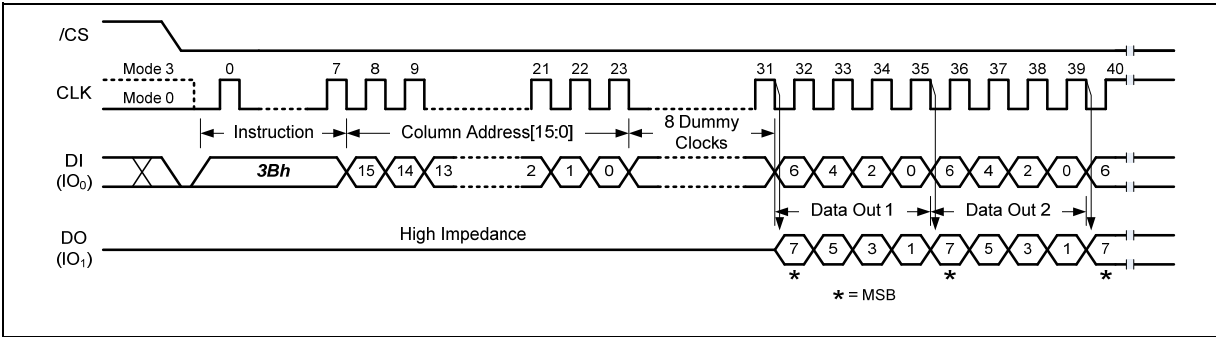 /CS
Mode 3 0 7 8 9 21 22 23 31 32 33 34 35 36 37 38 39 40
CLK Mode 0
Instruction Column Address[15:0] 8 Dummy Clocks
DI (IO0) 3Bh 15 14 13 2 1 0 6 4 2 0 6 4 2 0 6
Data Out 1 Data Out 2
High Impedance
DO (IO1) 7 5 3 1 7 5 3 1 7
* * *
* = MSB